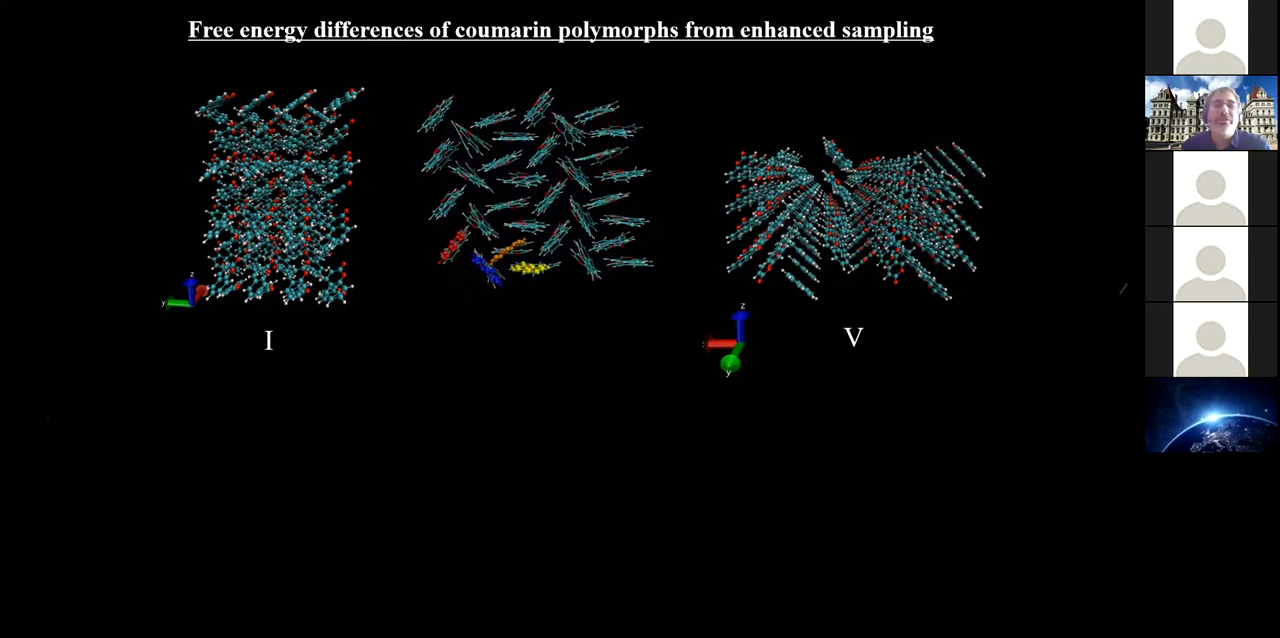 Free energy differences of coumarin polymorphs from enhanced sampling
z
y
I
z
y
V